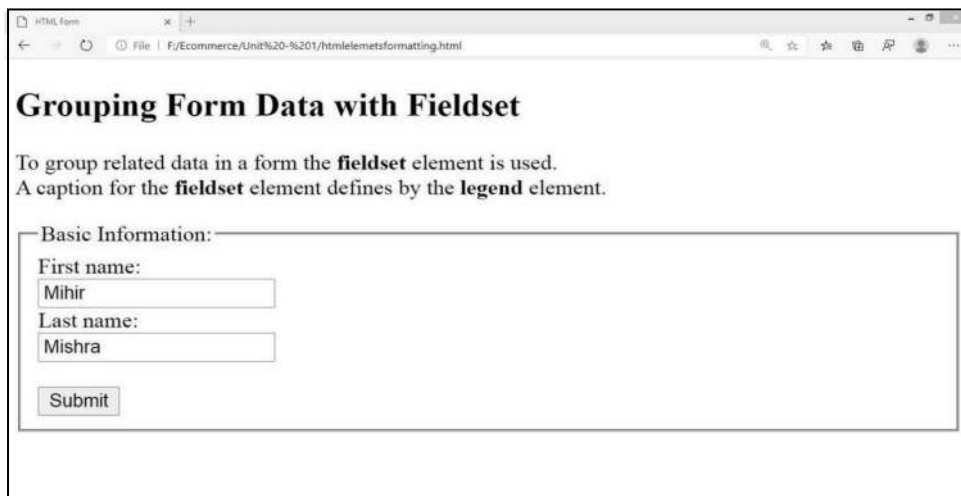 HTML Form
File | F:/Ecommerce/Unit%20-%201/htmlelemetsformatting.html
Grouping Form Data with Fieldset
To group related data in a form the fieldset element is used.
A caption for the fieldset element defines by the legend element.
Basic Information:
First name:
Mihir
Last name:
Mishra
Submit